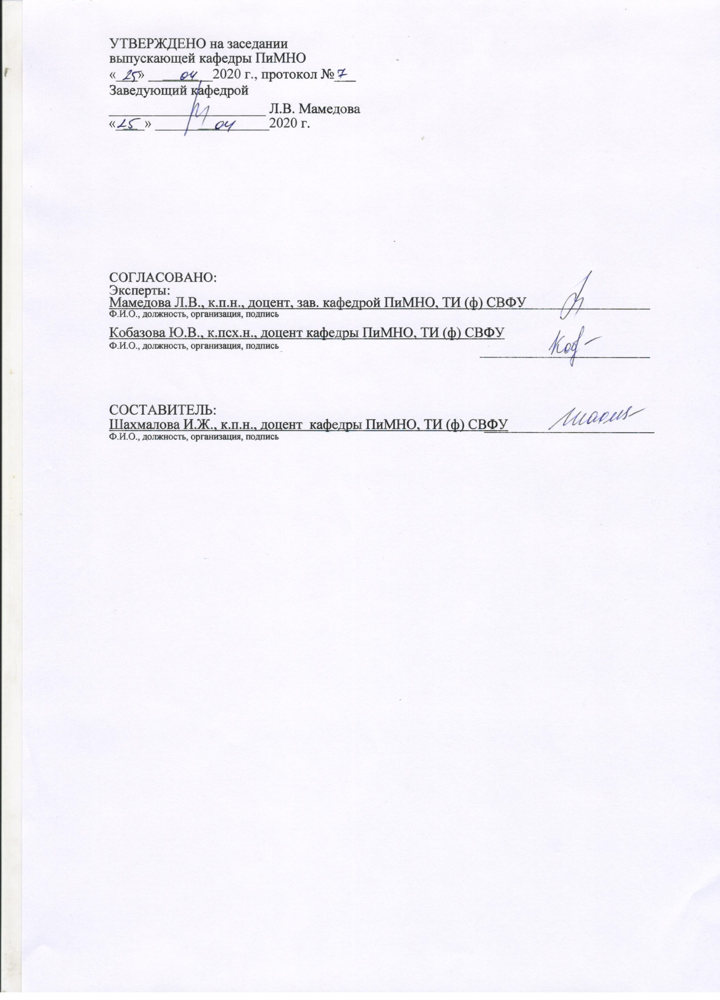 УТВЕРЖДЕНО на заседании
выпускающей кафедры ПиМНО
«25» 04 2020 г., протокол №7
Заведующий кафедрой
Л.В. Мамедова
«25» 04 2020 г.
СОГЛАСОВАНО:
Эксперты:
Мамедова Л.В., к.п.н., доцент, зав. кафедрой ПиМНО, ТИ (ф) СВФУ
Ф.И.О., должность, организация, подпись
Кобазова Ю.В., к.псх.н., доцент кафедры ПиМНО, ТИ (ф) СВФУ
Ф.И.О., должность, организация, подпись
СОСТАВИТЕЛЬ:
Шахмалова И.Ж., к.п.н., доцент кафедры ПиМНО, ТИ (ф) СВФУ
Ф.И.О., должность, организация, подпись